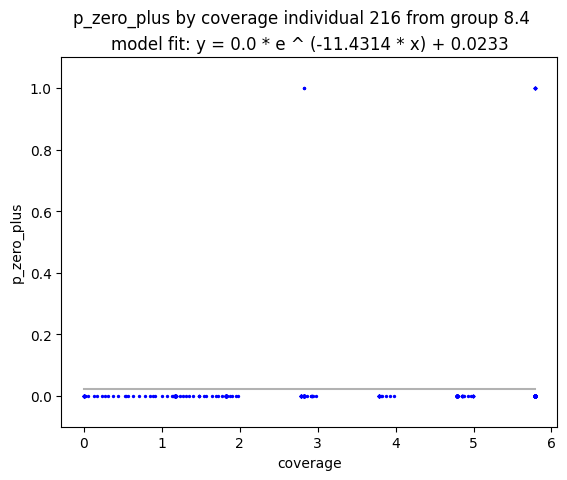 p_zero_plus by coverage individual 216 from group 8.4
model fit: y = 0.0 * e ^ (-11.4314 * x) + 0.0233
1.0
0.8
0.6
0.4
0.2
0.0
p_zero_plus
0 1 2 3 4 5 6
coverage